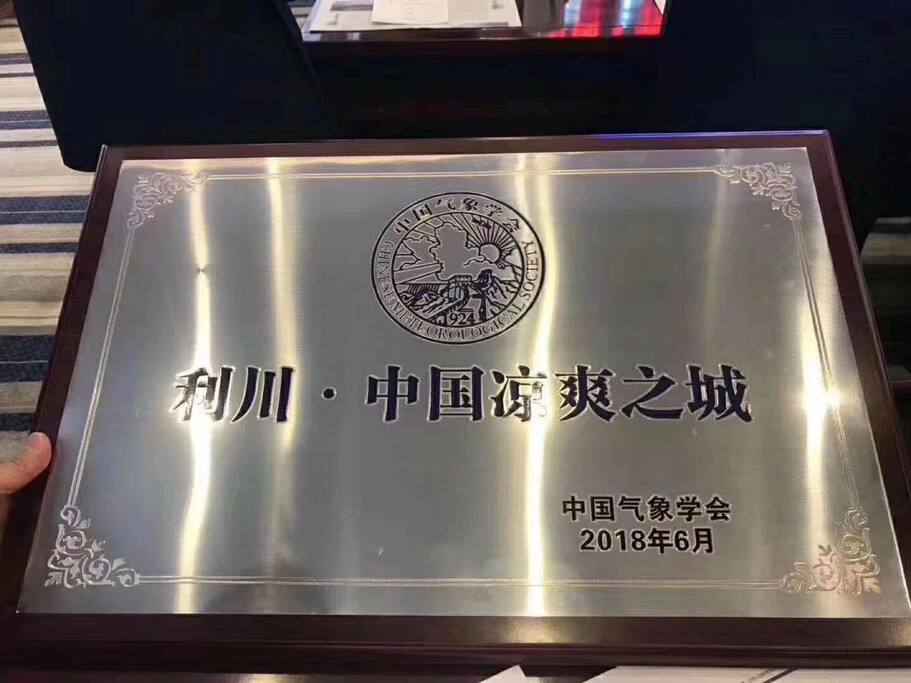 中国气象学会
CHINESE METEOROLOGICAL SOCIETY
1924
利川·中国凉爽之城
中国气象学会
2018年6月